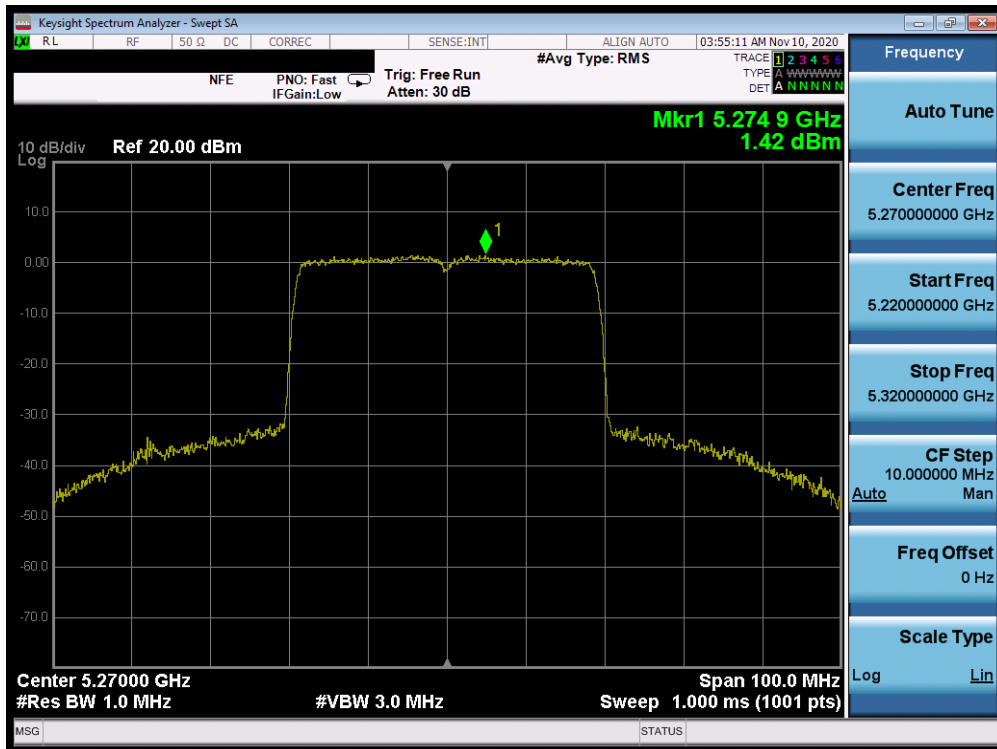 Keysight Spectrum Analyzer - Swept SA
LXI RL RF 50 Ω DC CORREC SENSE:INT ALIGN AUTO 03:55:11 AM Nov 10, 2020
NFE
PNO: Fast
IFGain:Low
Trig: Free Run
Atten: 30 dB
#Avg Type: RMS
TRACE 1 2 3 4 5 6
TYPE A WWWWW
DET A N N N N N
Mkr1 5.274 9 GHz
1.42 dBm
10 dB/div Ref 20.00 dBm
Log
1
10.0
0.00
-10.0
-20.0
-30.0
-40.0
-50.0
-60.0
-70.0
Center 5.27000 GHz Span 100.0 MHz
#Res BW 1.0 MHz #VBW 3.0 MHz Sweep 1.000 ms (1001 pts)
MSG STATUS
Frequency
Auto Tune
Center Freq
5.270000000 GHz
Start Freq
5.220000000 GHz
Stop Freq
5.320000000 GHz
CF Step
10.000000 MHz
Auto Man
Freq Offset
0 Hz
Scale Type
Log Lin